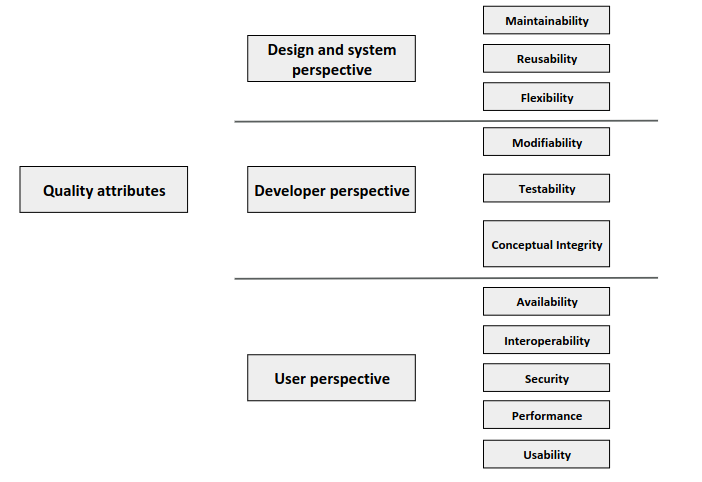 Maintainability
Design and system
perspective
Reusability
Flexibility
Modifiability
Quality attributes
Developer perspective
Testability
Conceptual Integrity
Availability
Interoperability
User perspective
Security
Performance
Usability